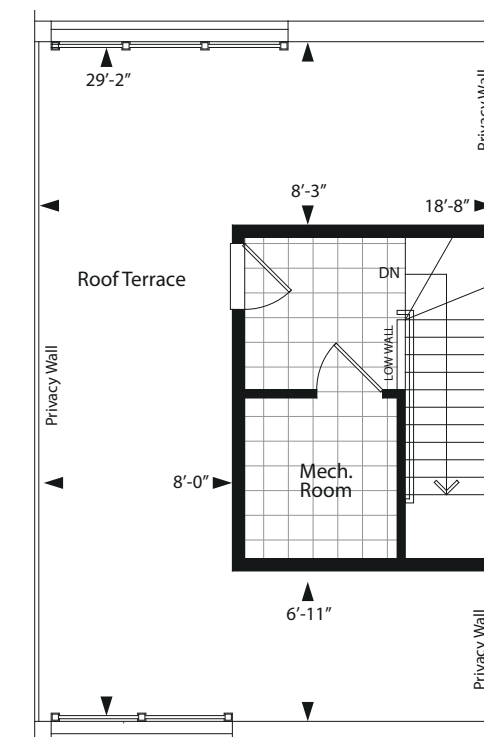 29'-2"
Privacy Wall
8'-3"
18'-8"
Roof Terrace
DN
LOW WALL
Privacy Wall
8'-0"
Mech.
Room
6'-11"
Privacy Wall